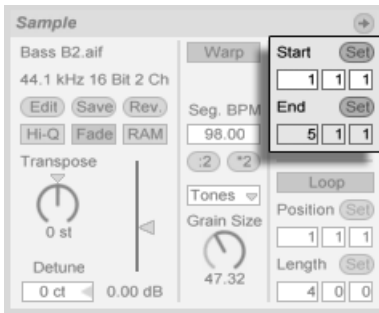 Sample
Bass B2.aif
44.1 kHz 16 Bit 2 Ch
Edit Save Rev.
Hi-Q Fade RAM
Transpose
0 st
Detune
0 ct 0.00 dB
Warp
Seg. BPM
98.00
:2 *2
Tones
Grain Size
47.32
Start Set
1 1 1
End Set
5 1 1
Loop
Position Set
1 1 1
Length Set
4 0 0